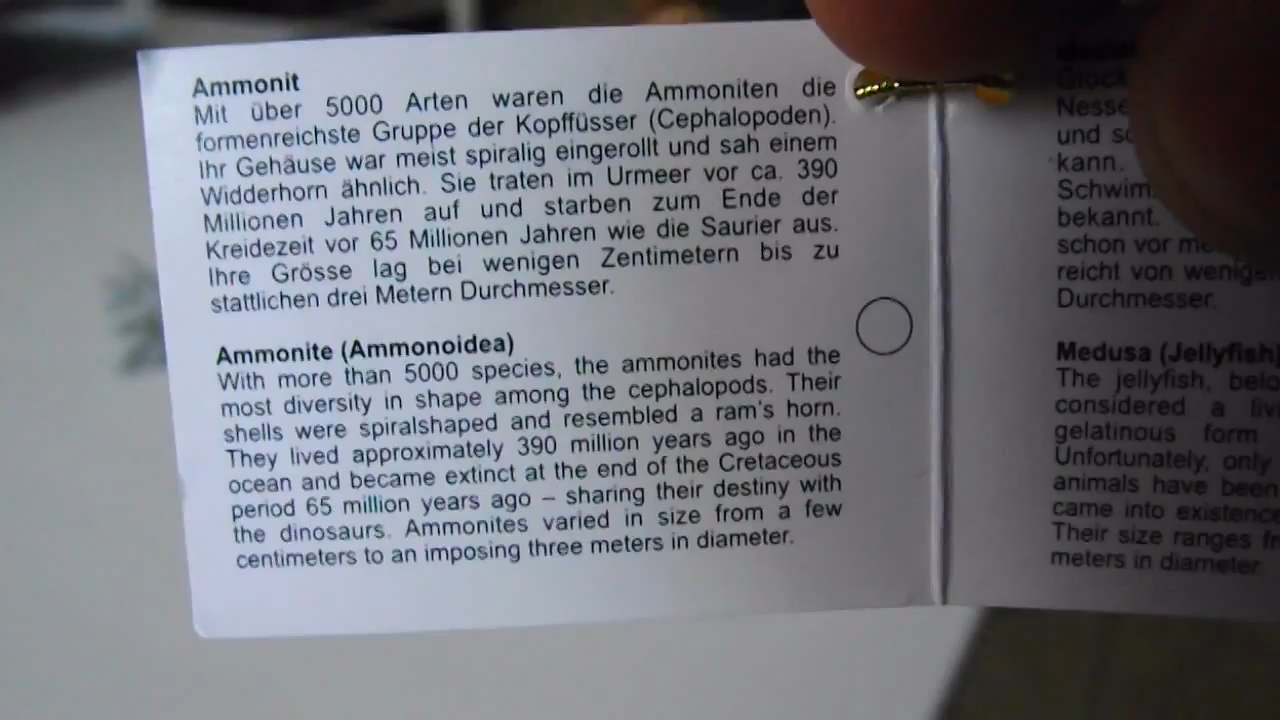 Ammonit
Mit über 5000 Arten waren die Ammoniten die
formenreichste Gruppe der Kopffüsser (Cephalopoden).
Ihr Gehäuse war meist spiralig eingerollt und sah einem
Widderhorn ähnlich. Sie traten im Urmeer vor ca. 390
Millionen Jahren auf und starben zum Ende der
Kreidezeit vor 65 Millionen Jahren wie die Saurier aus.
Ihre Grösse lag bei wenigen Zentimetern bis zu
stattlichen drei Metern Durchmesser.
Ammonite (Ammonoidea)
With more than 5000 species, the ammonites had the
most diversity in shape among the cephalopods. Their
shells were spiralshaped and resembled a ram's horn.
They lived approximately 390 million years ago in the
ocean and became extinct at the end of the Cretaceous
period 65 million years ago – sharing their destiny with
the dinosaurs. Ammonites varied in size from a few
centimeters to an imposing three meters in diameter.
und
kann.
bekannt.
schon vor
reicht von
Durchmesser.
Medusa (Jellyfish)
The jellyfish,
considered a
gelatinous form
Unfortunately, only
animals have been
came into existence
Their size ranges
meters in diameter